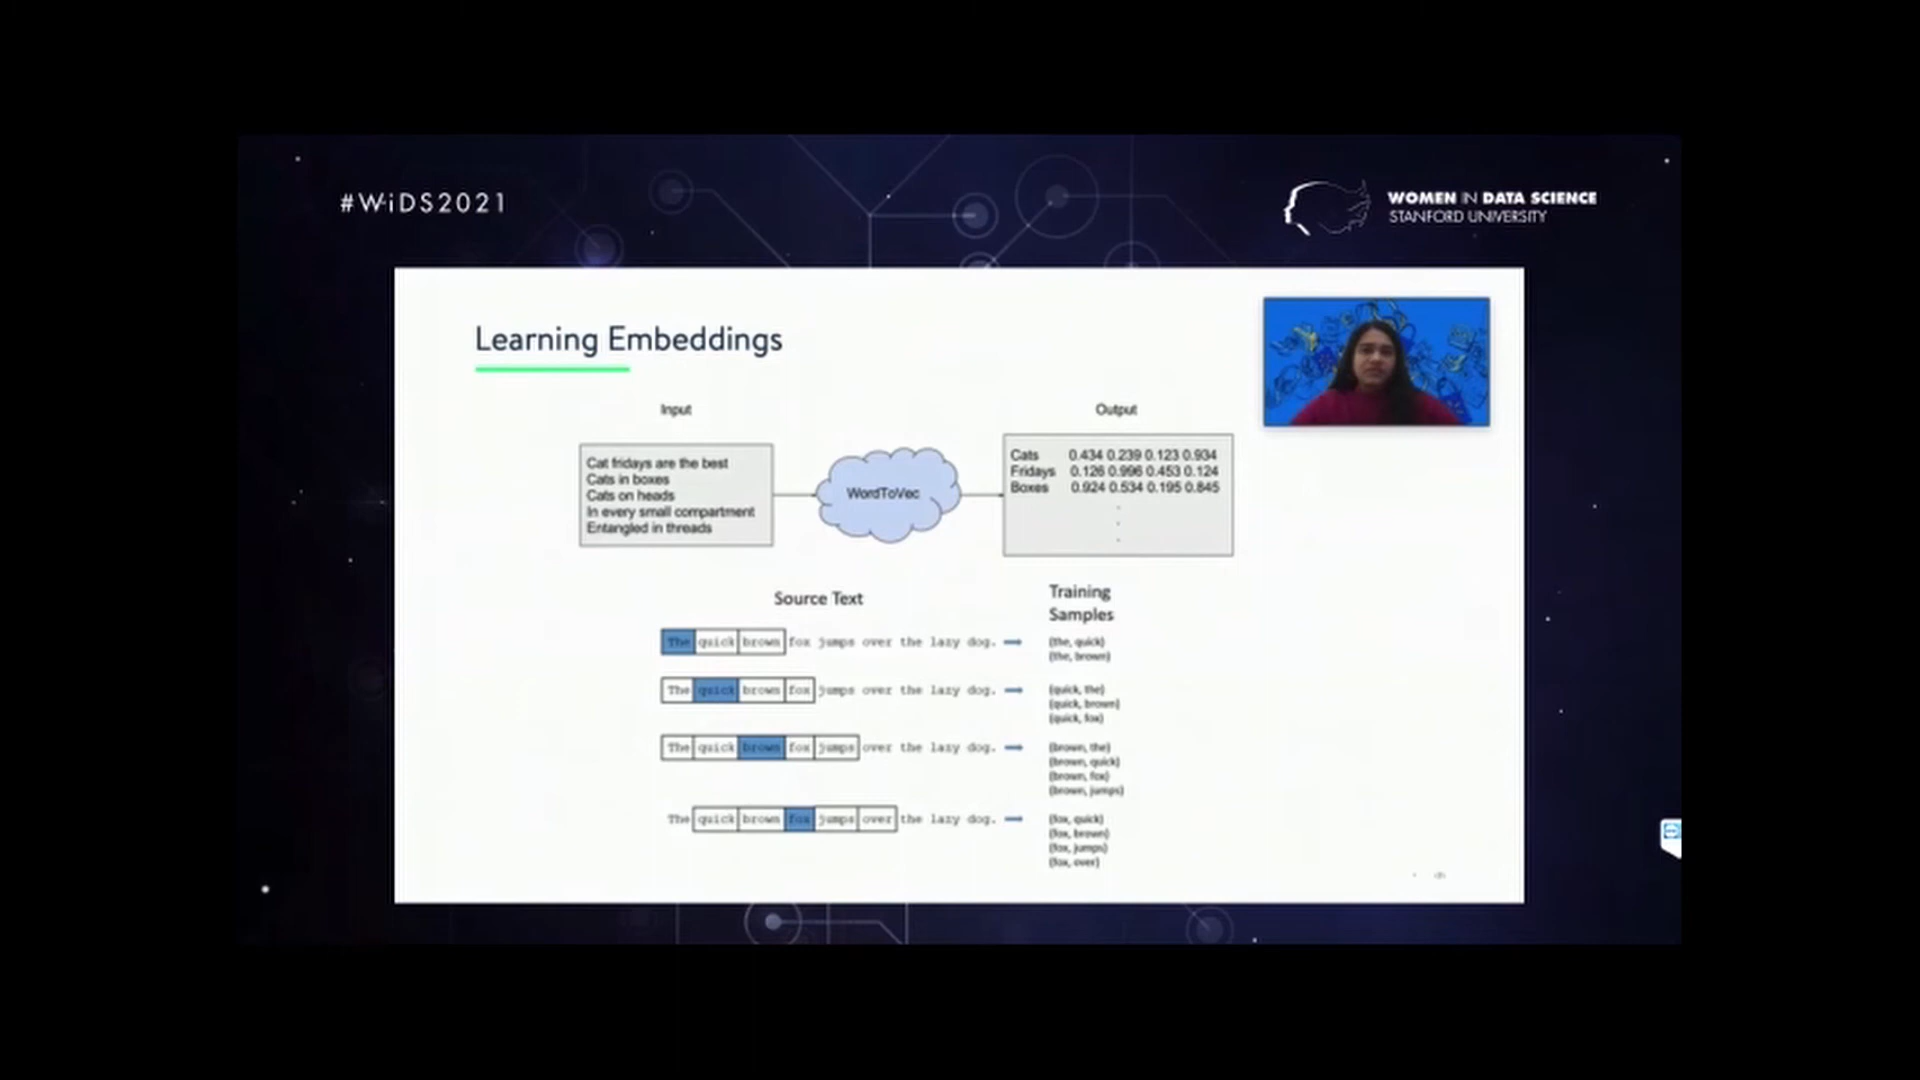 #WiDS2021
WOMEN IN DATA SCIENCE
STANFORD UNIVERSITY
Learning Embeddings
Input
Output
Cat fridays are the best
Cats in boxes
Cats on heads
In every small compartment
Entangled in threads
WordToVec
Cats 0.434 0.239 0.123 0.934
Fridays 0.126 0.996 0.453 0.124
Boxes 0.924 0.534 0.195 0.845
Source Text
Training
Samples
The quick brown fox jumps over the lazy dog.
(the, quick)
(the, brown)
The quick brown fox jumps over the lazy dog.
(quick, the)
(quick, brown)
(quick, fox)
The quick brown fox jumps over the lazy dog.
(brown, the)
(brown, quick)
(brown, fox)
(brown, jumps)
The quick brown fox jumps over the lazy dog.
(fox, quick)
(fox, brown)
(fox, jumps)
(fox, over)